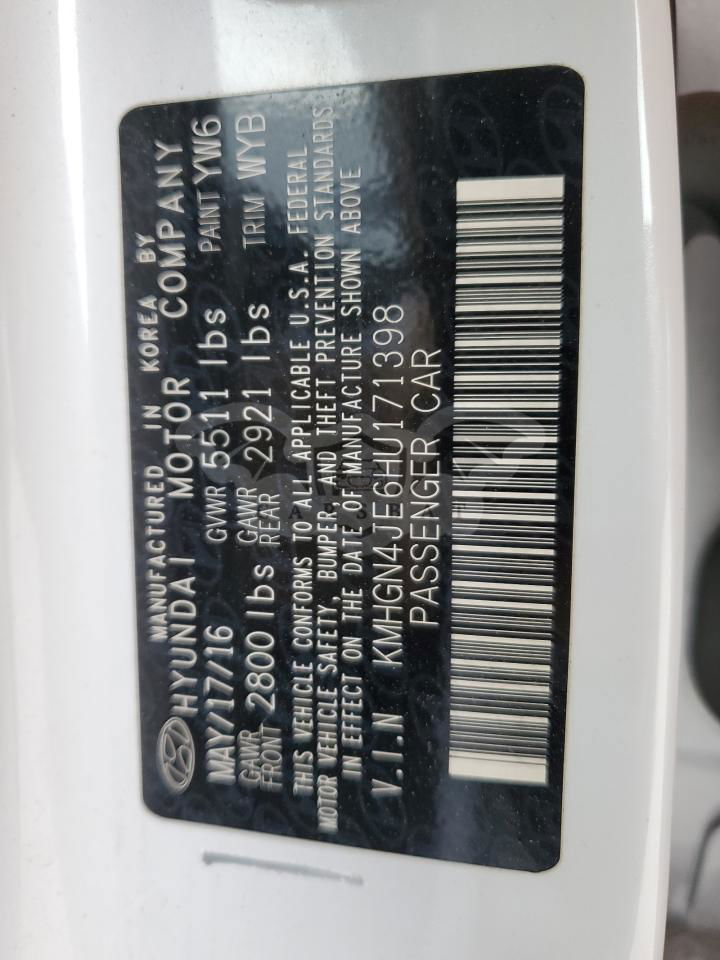 MANUFACTURED IN KOREA BY
HYUNDAI MOTOR COMPANY
MAY/17/16 GVWR 5511 lbs PAINT YW6
GAWR FRONT 2800 lbs GAWR REAR 2921 lbs TRIM WYB
THIS VEHICLE CONFORMS TO ALL APPLICABLE U.S.A. FEDERAL
MOTOR VEHICLE SAFETY, BUMPER, AND THEFT PREVENTION STANDARDS
IN EFFECT ON THE DATE OF MANUFACTURE SHOWN ABOVE
V.I.N KMHGN4JE6HU171398
PASSENGER CAR